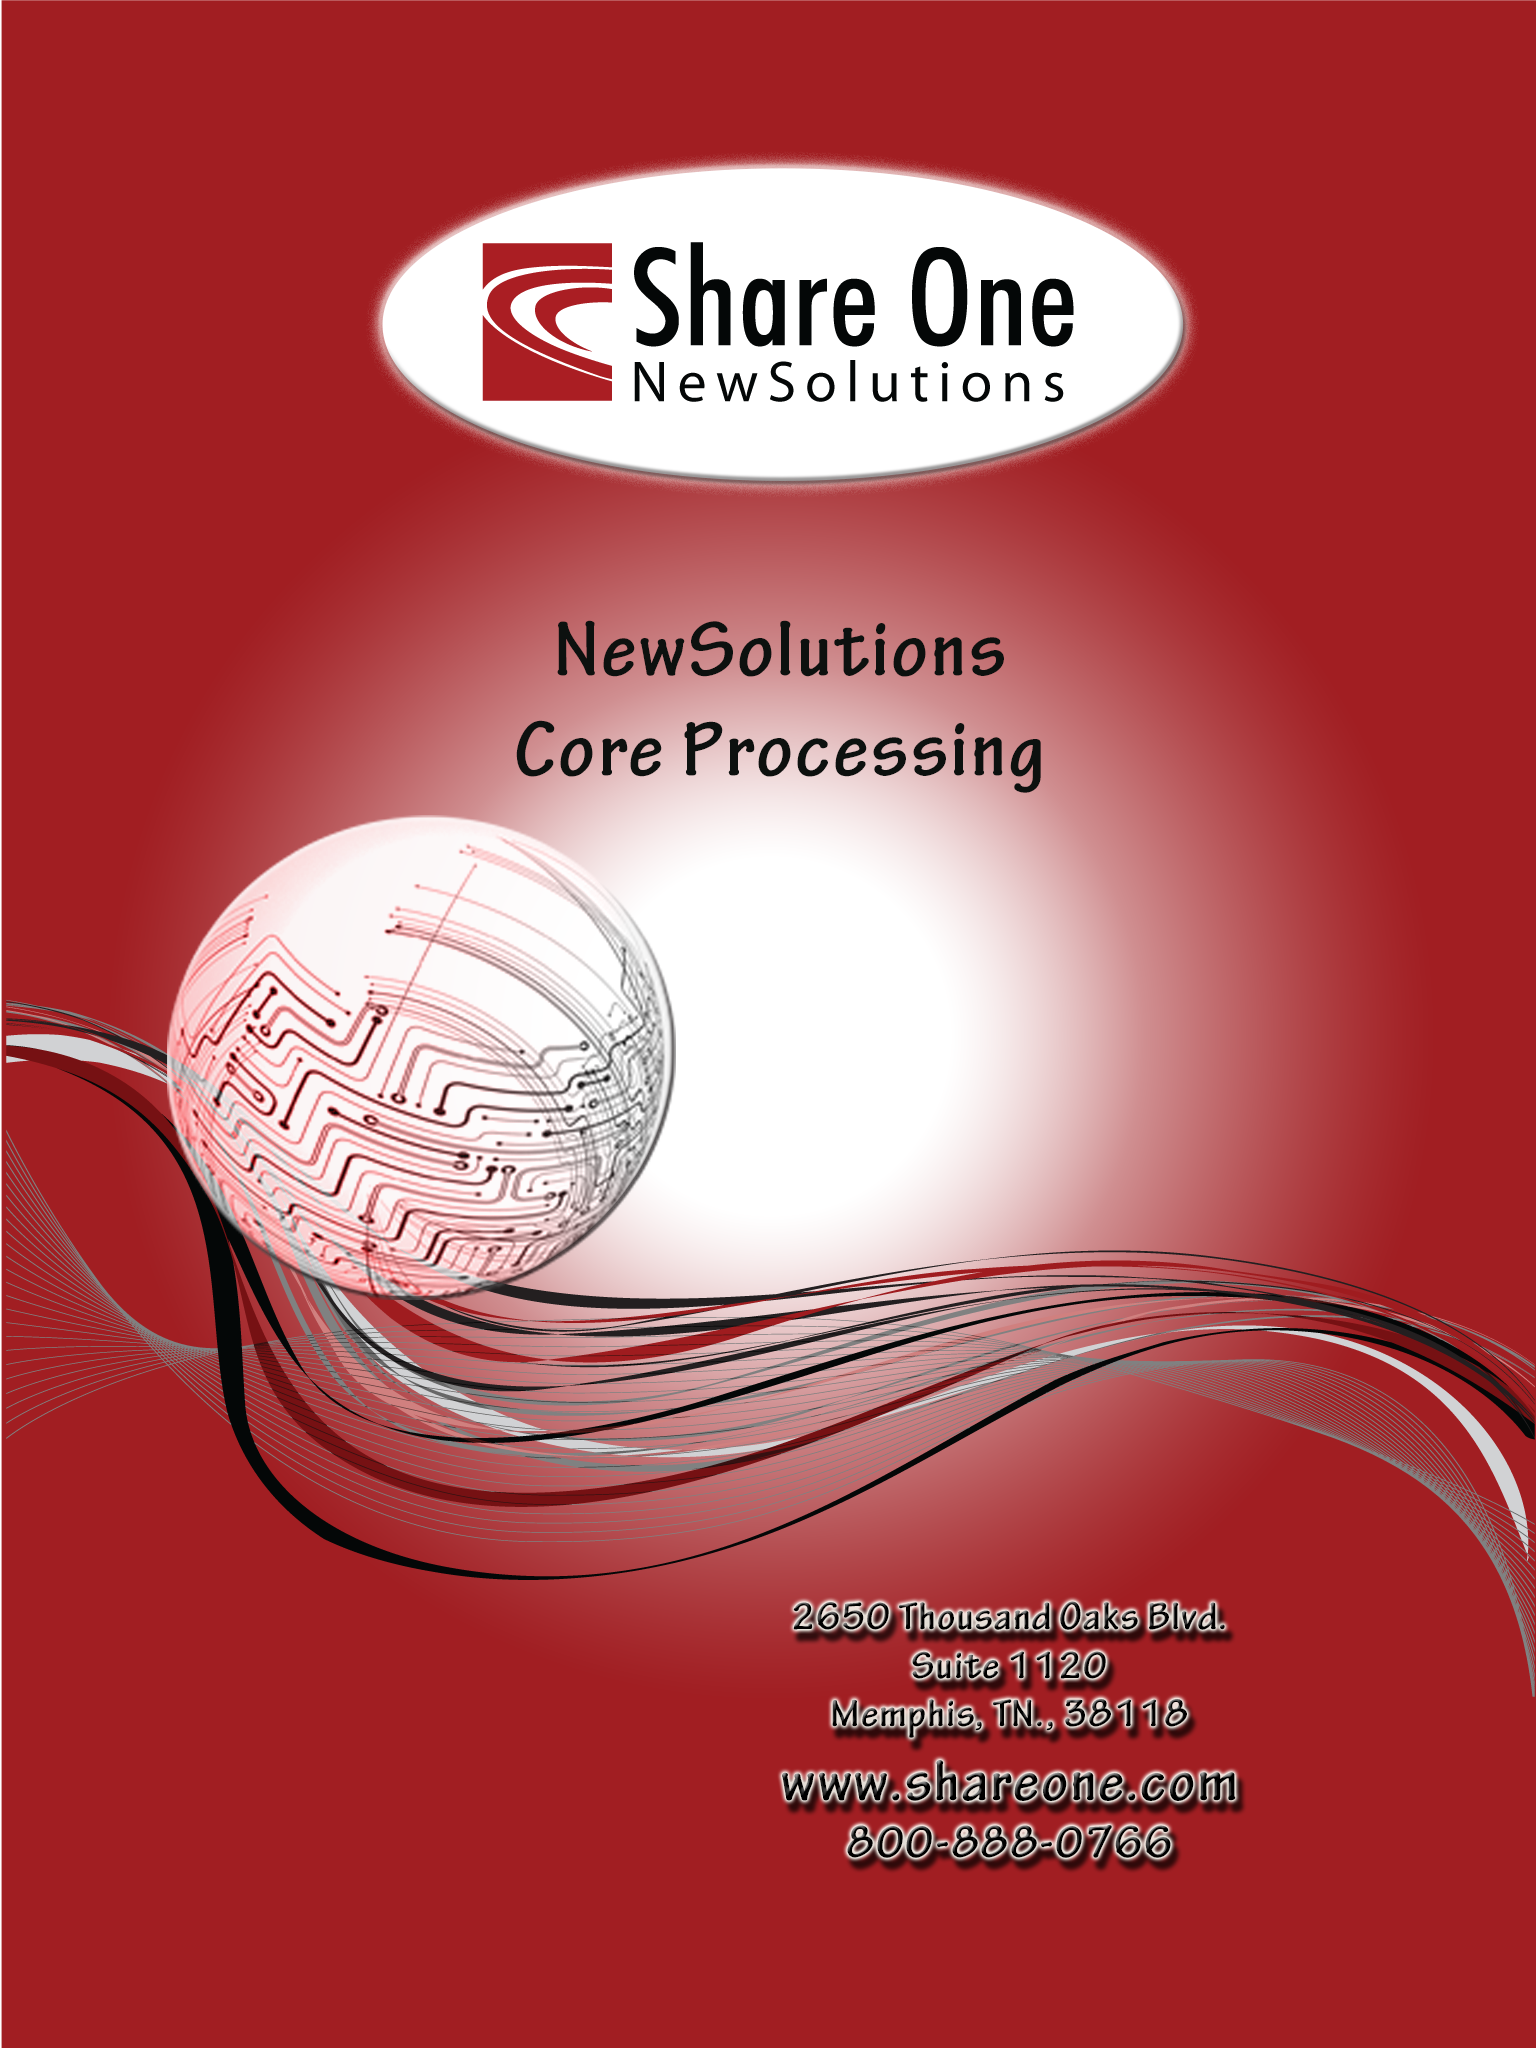 Share One
NewSolutions
NewSolutions
Core Processing
2650 Thousand Oaks Blvd.
Suite 1120
Memphis, TN., 38118
www.shareone.com
800-888-0766